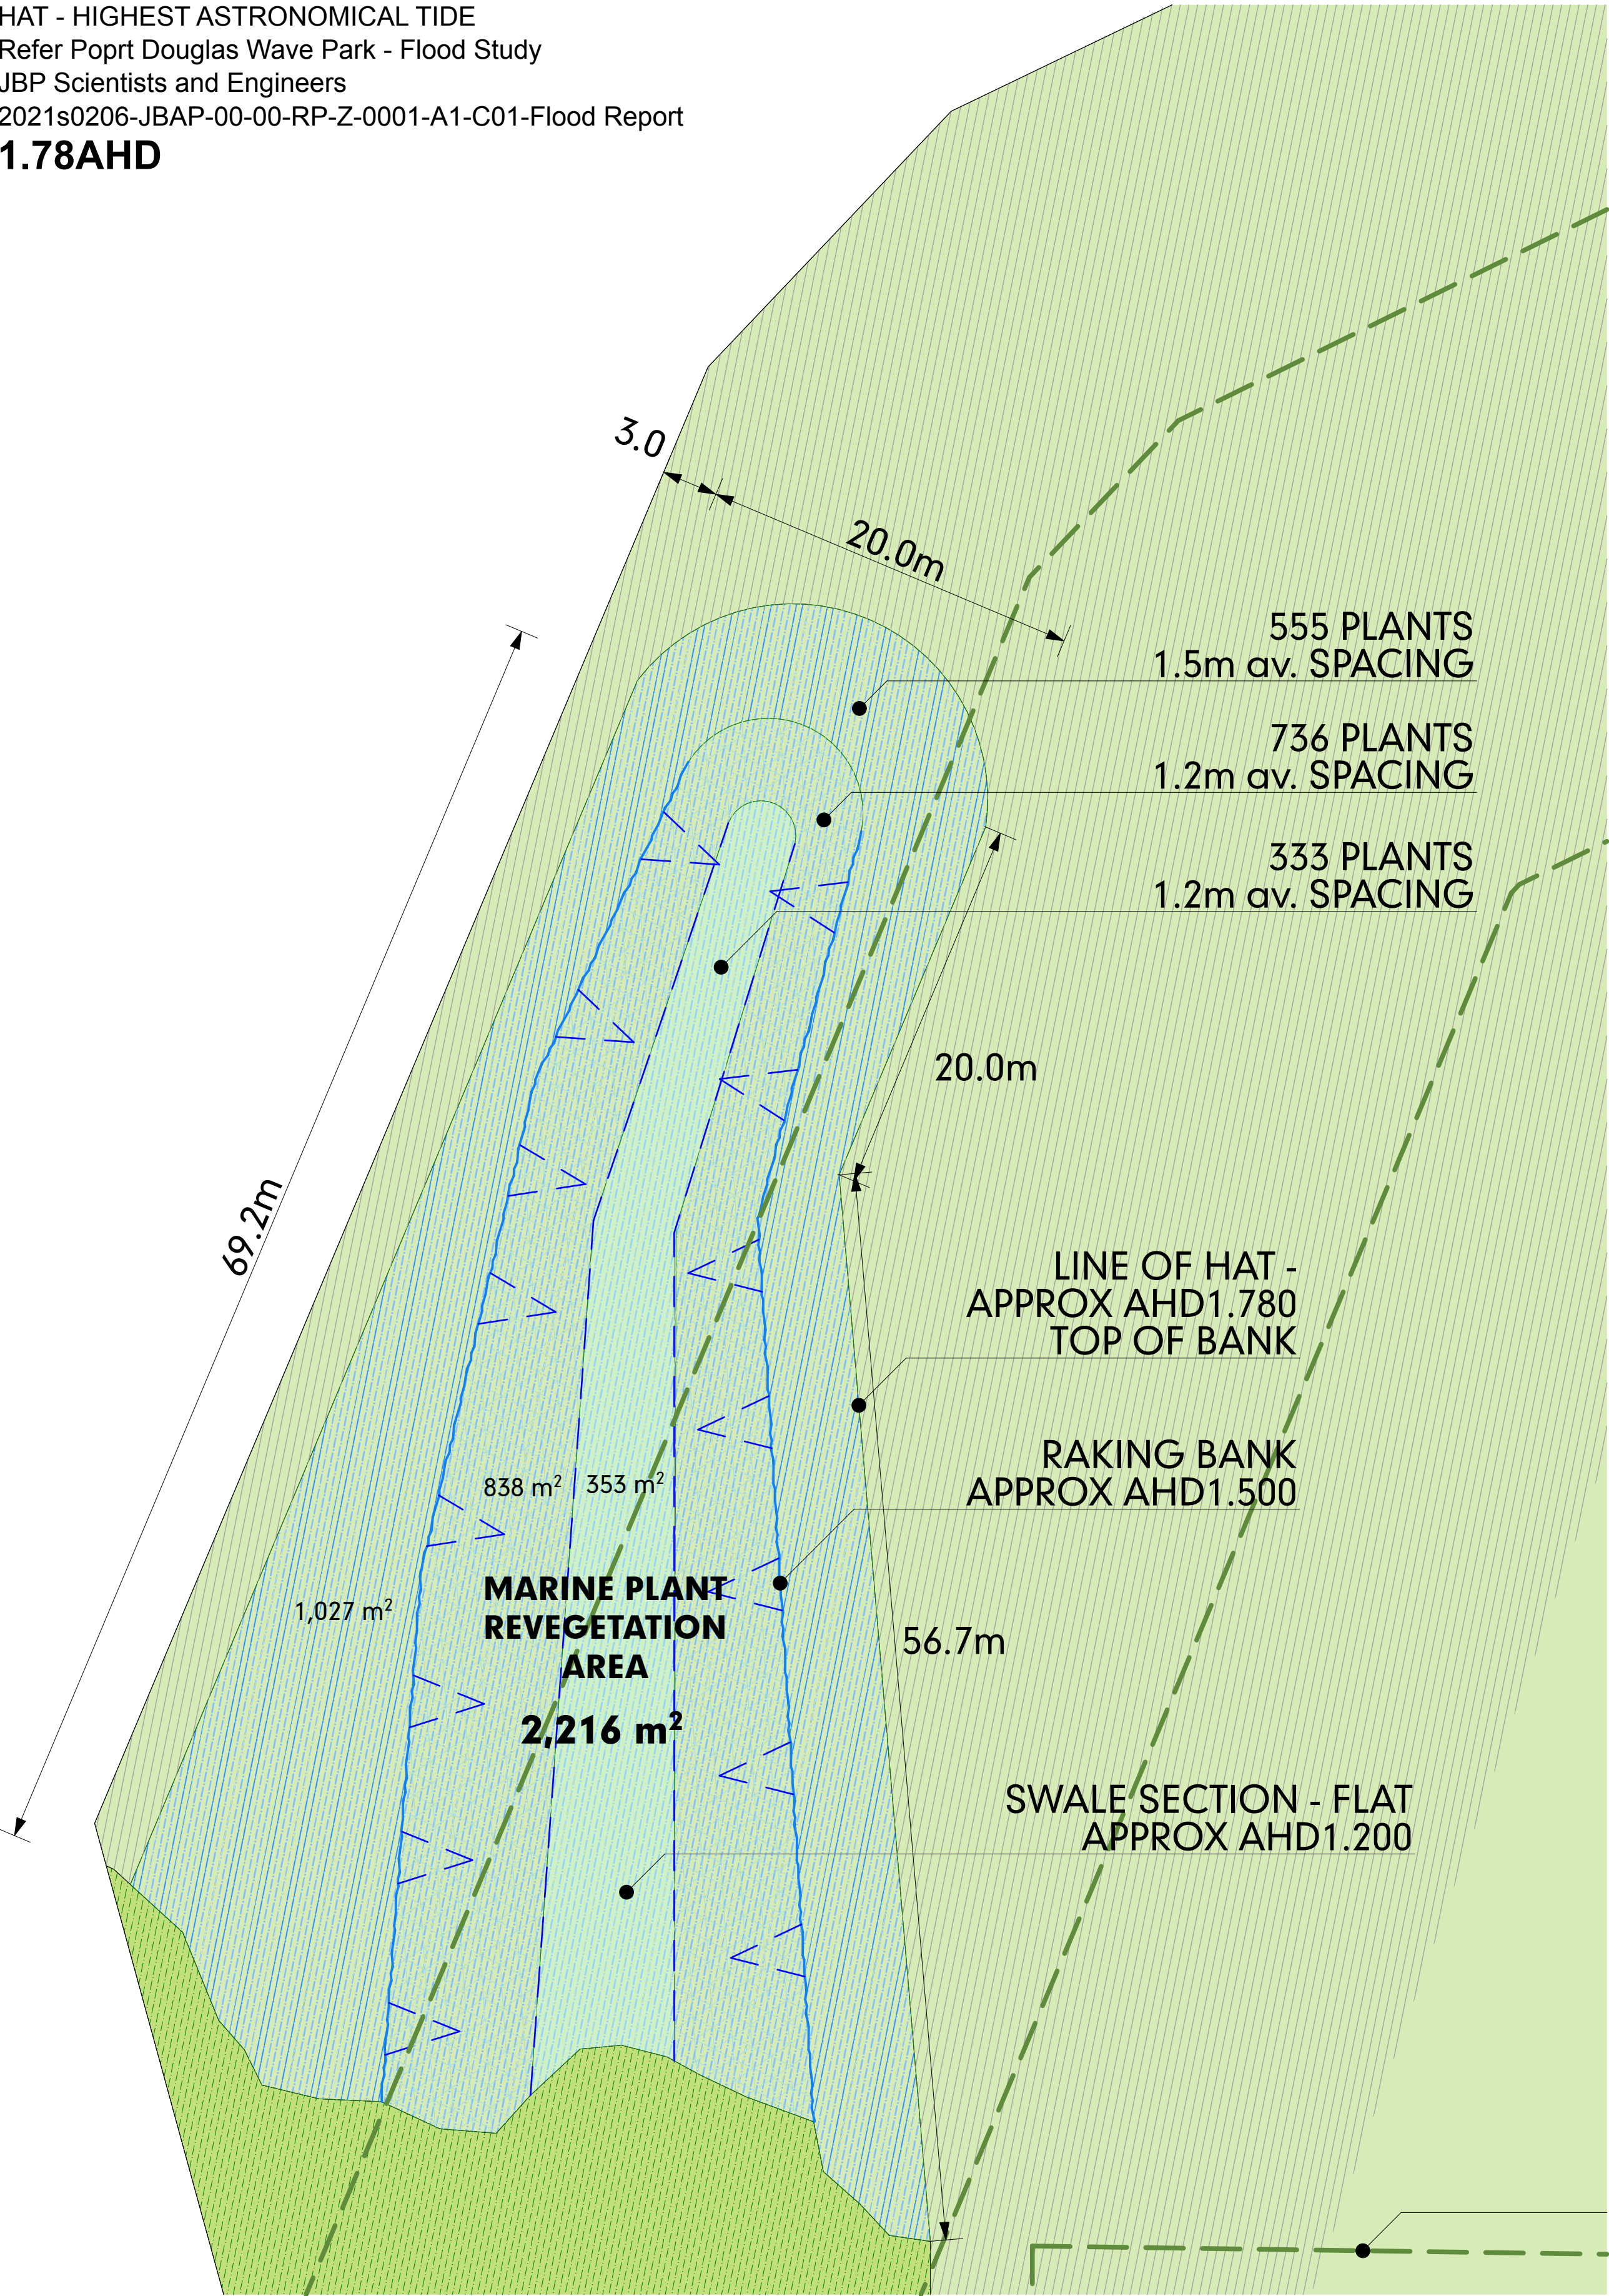 HAT - HIGHEST ASTRONOMICAL TIDE
Refer Poprt Douglas Wave Park - Flood Study
JBP Scientists and Engineers
2021s0206-JBAP-00-00-RP-Z-0001-A1-C01-Flood Report
1.78AHD
3.0
20.0m
555 PLANTS
1.5m av. SPACING
736 PLANTS
1.2m av. SPACING
333 PLANTS
1.2m av. SPACING
20.0m
69.2m
LINE OF HAT -
APPROX AHD1.780
TOP OF BANK
RAKING BANK
APPROX AHD1.500
838 m²
353 m²
1,027 m²
MARINE PLANT
REVEGETATION
AREA
2,216 m²
56.7m
SWALE SECTION - FLAT
APPROX AHD1.200